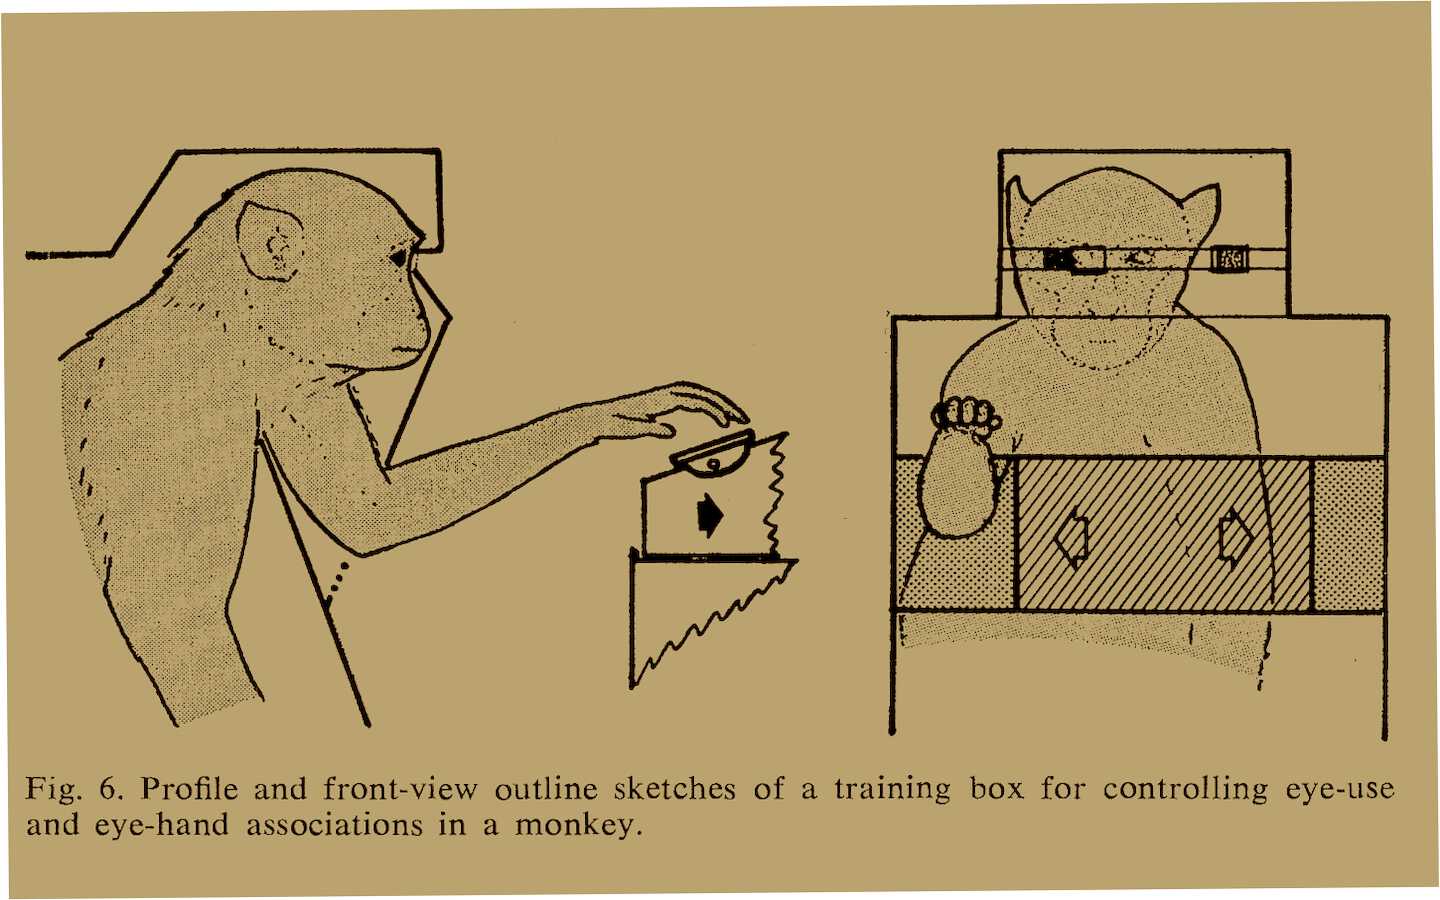 Fig. 6. Profile and front-view outline sketches of a training box for controlling eye-use
and eye-hand associations in a monkey.